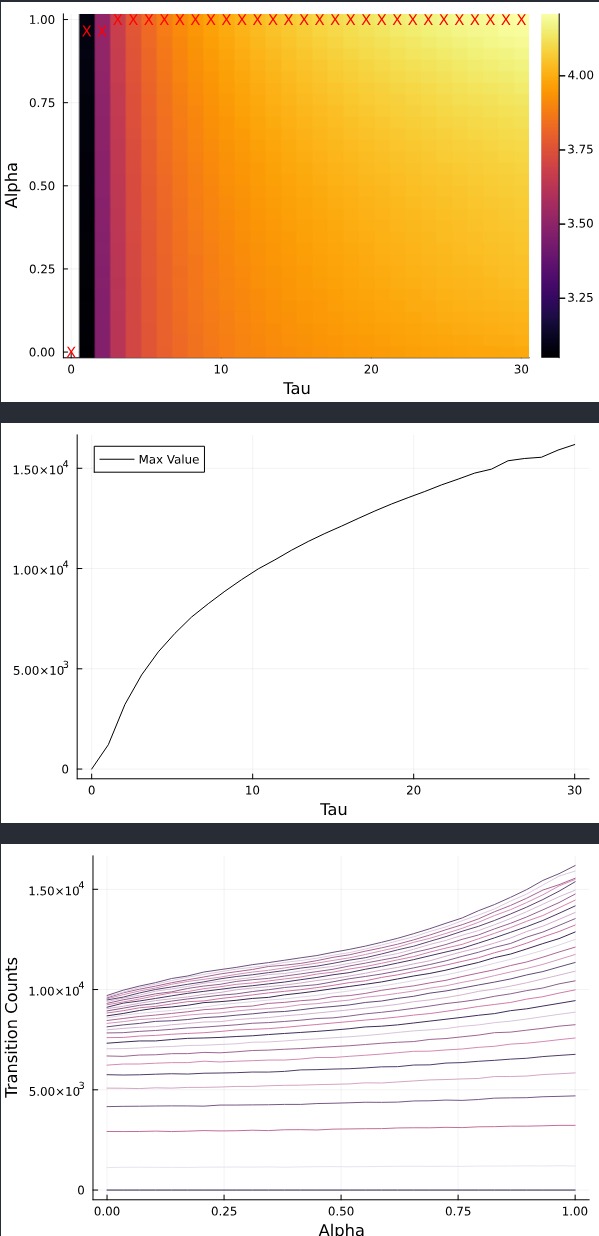 1.00
0.75
0.50
0.25
0.00
Alpha
X X X X X X X X X X X X X X X X X X X X X X X X X X X
X X
X
0 10 20 30
Tau
4.00
3.75
3.50
3.25
Max Value
1.50×10⁴
1.00×10⁴
5.00×10³
0
0 10 20 30
Tau
Transition Counts
1.50×10⁴
1.00×10⁴
5.00×10³
0
0.00 0.25 0.50 0.75 1.00
Alpha